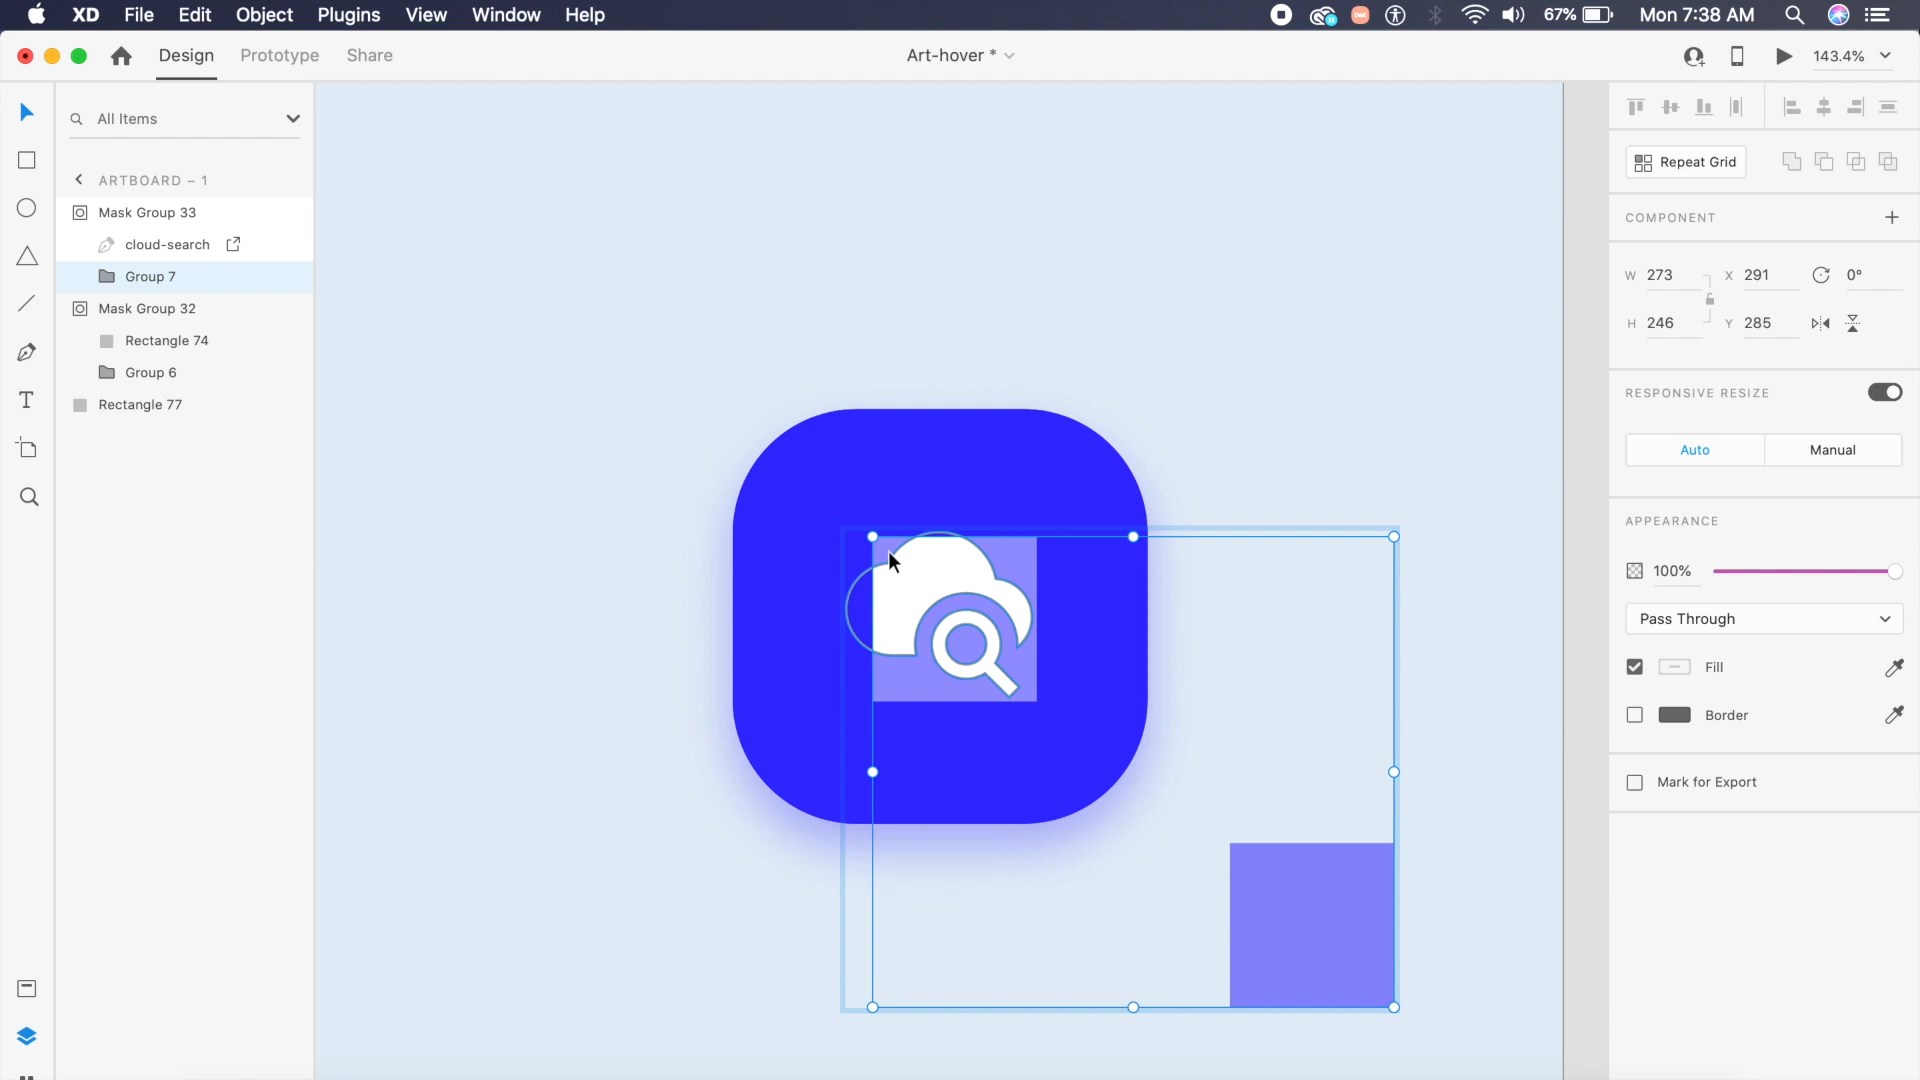 XD File Edit Object Plugins View Window Help 67% Mon 7:38 AM
Design Prototype Share Art-hover * 143.4%
All Items
ARTBOARD – 1
Mask Group 33
cloud-search
Group 7
Mask Group 32
Rectangle 74
Group 6
Rectangle 77
T
Repeat Grid
COMPONENT
W 273 X 291 0°
H 246 Y 285
RESPONSIVE RESIZE
Auto Manual
APPEARANCE
100%
Pass Through
Fill
Border
Mark for Export